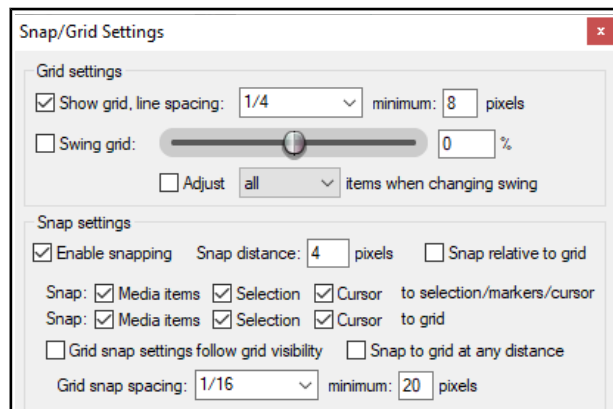 Snap/Grid Settings
x
Grid settings
Show grid, line spacing: 1/4 minimum: 8 pixels
Swing grid: 0 %
Adjust all items when changing swing
Snap settings
Enable snapping Snap distance: 4 pixels Snap relative to grid
Snap: Media items Selection Cursor to selection/markers/cursor
Snap: Media items Selection Cursor to grid
Grid snap settings follow grid visibility Snap to grid at any distance
Grid snap spacing: 1/16 minimum: 20 pixels